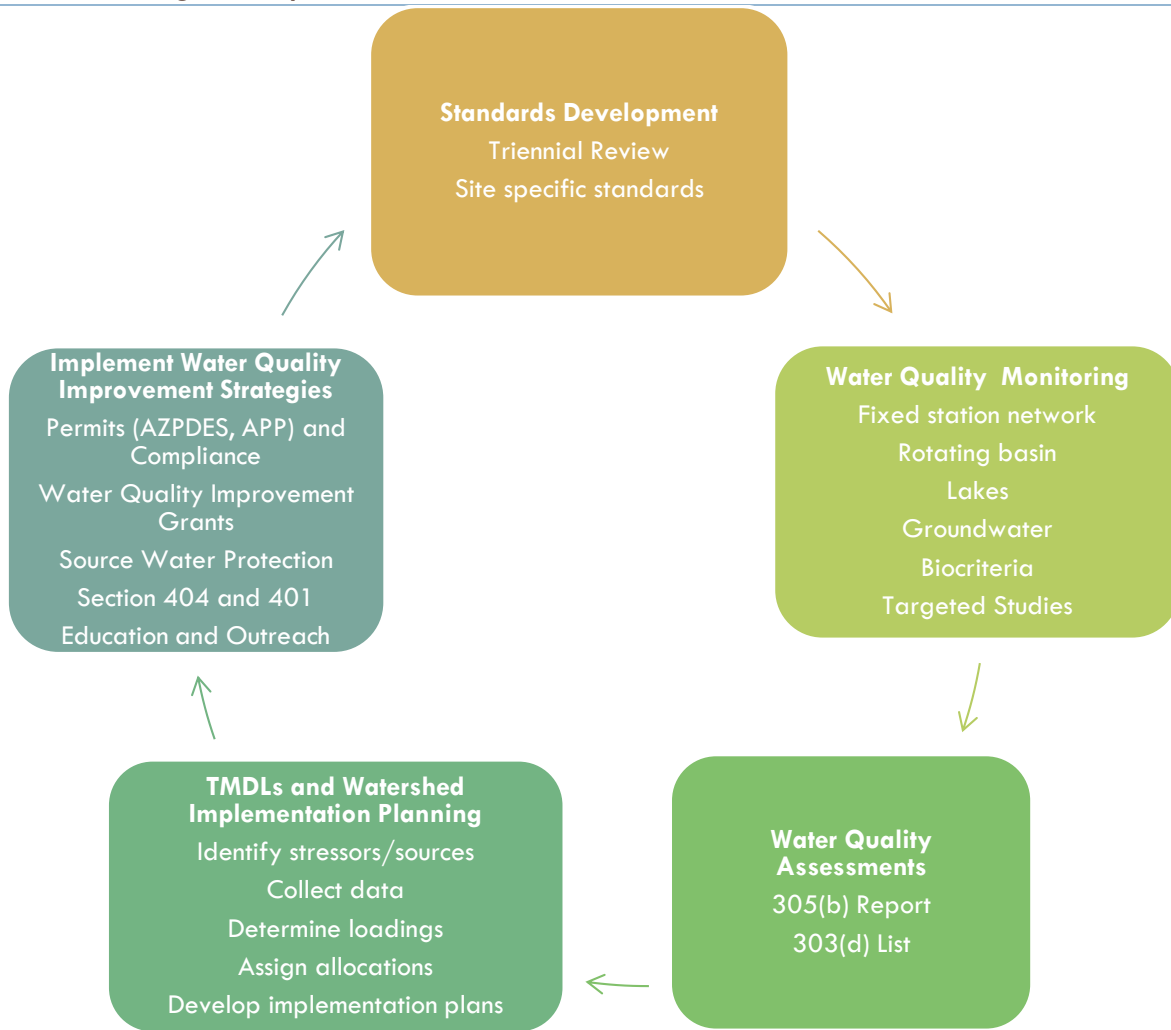 Standards Development
Triennial Review
Site specific standards
Water Quality Monitoring
Fixed station network
Rotating basin
Lakes
Groundwater
Biocriteria
Targeted Studies
Water Quality
Assessments
305(b) Report
303(d) List
TMDLs and Watershed
Implementation Planning
Identify stressors/sources
Collect data
Determine loadings
Assign allocations
Develop implementation plans
Implement Water Quality
Improvement Strategies
Permits (AZPDES, APP) and
Compliance
Water Quality Improvement
Grants
Source Water Protection
Section 404 and 401
Education and Outreach